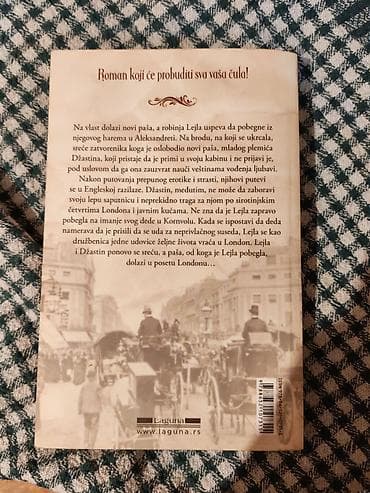 Roman koji će probuditi sva vaša čula!
Na vlast dolazi novi paša, a robinja Lejla uspeva da pobegne iz
njegovog harema u Aleksandreti. Na brodu, na koji se ukrcala,
sreće zatvorenika koga je oslobodio novi paša, mladog plemića
Džastina, koji pristaje da je primi u svoju kabinu i ne prijavi je,
pod uslovom da ga ona zauzvrat nauči veštinama vođenja ljubavi.
Nakon putovanja prepunog erotike i strasti, njihovi putevi
se u Engleskoj razilaze. Džastin, međutim, ne može da zaboravi
svoju lepu saputnicu i neprekidno traga za njom po sirotinjskim
četvrtima Londona i javnim kućama. Ne zna da je Lejla zapravo
pobegla na imanje svog dede u Kornvolu. Kada se ispostavi da deda
namerava da je prisili da se uda za neprivlačnog suseda, Lejla se kao
družbenica jedne udovice željne života vraća u London. Lejla
i Džastin ponovo se sreću, a paša, od koga je Lejla pobegla,
dolazi u posetu Londonu...
Laguna
www.laguna.rs